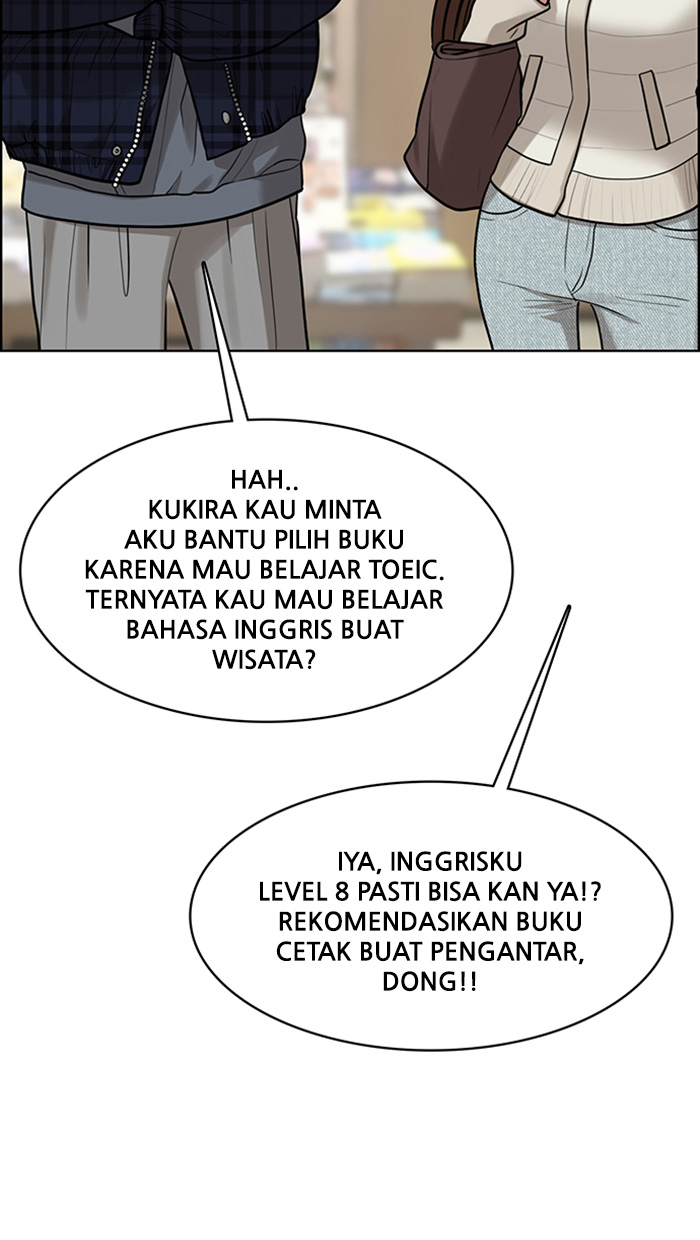 HAH..
KUKIRA KAU MINTA
AKU BANTU PILIH BUKU
KARENA MAU BELAJAR TOEIC.
TERNYATA KAU MAU BELAJAR
BAHASA INGGRIS BUAT
WISATA?
IYA, INGGRISKU
LEVEL 8 PASTI BISA KAN YA!?
REKOMENDASIKAN BUKU
CETAK BUAT PENGANTAR,
DONG!!